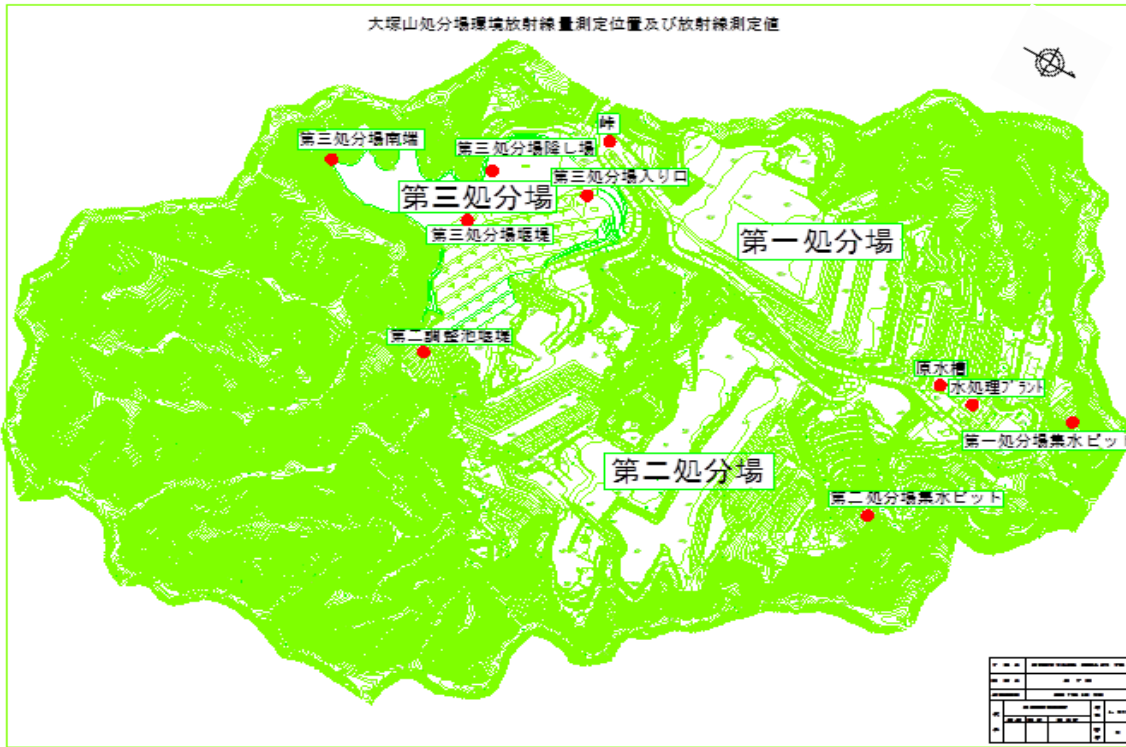 大塚山処分場環境放射線量測定位置及び放射線測定値
峠
第三処分場南端
第三処分場降し場
第三処分場入り口
第三処分場
第三処分場堰堤
第一処分場
第二調整池堰堤
原水槽
水処理プラント
第一処分場集水ピット
第二処分場
第二処分場集水ピット